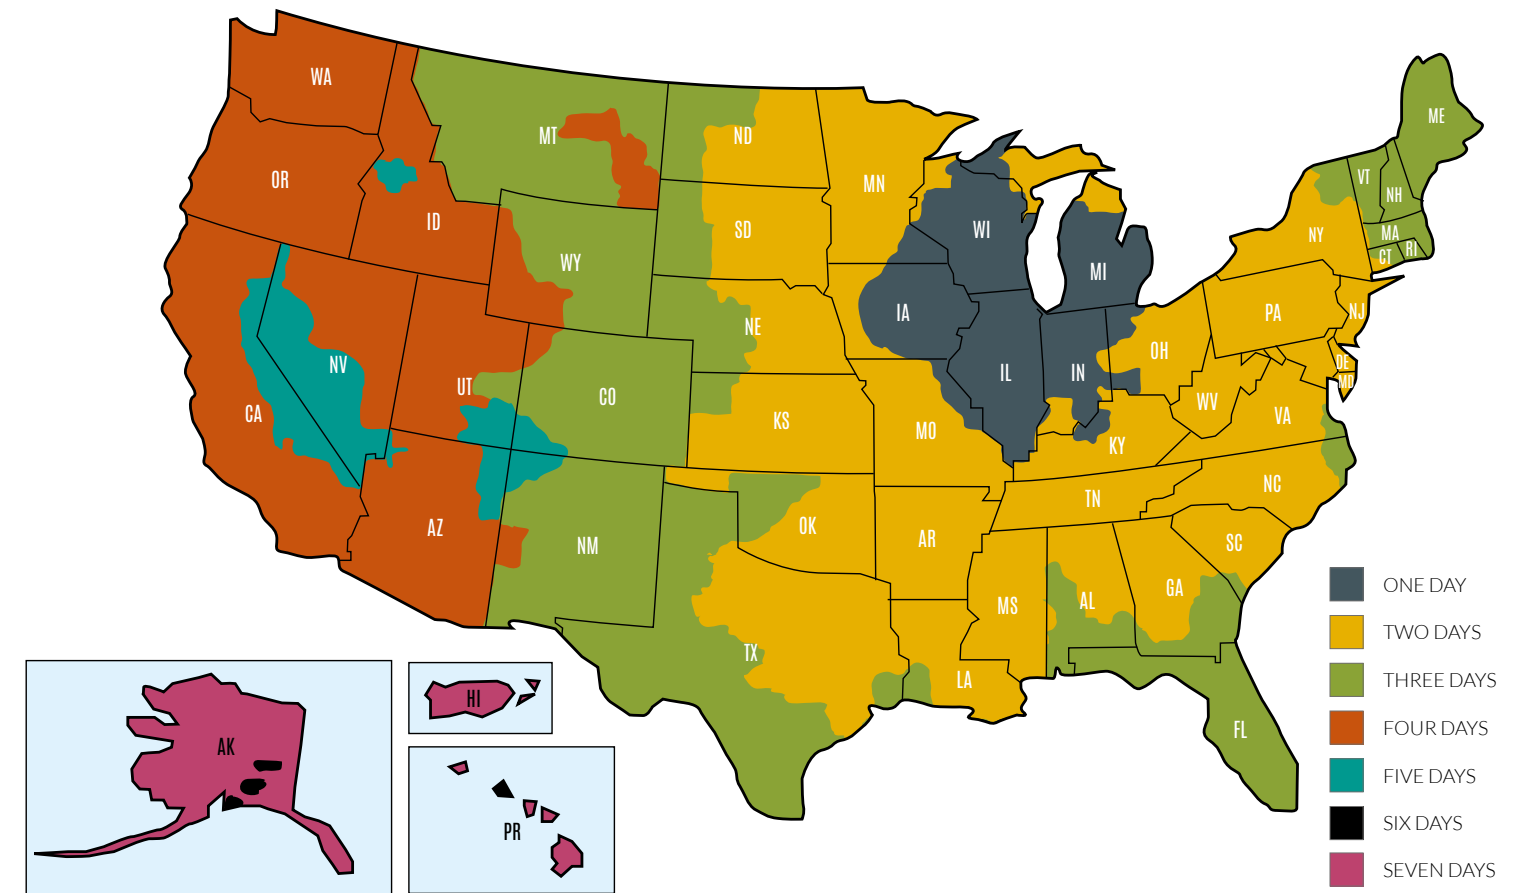 WA
ME
MT
ND
VT
OR
MN
NH
ID
SD
WI
NY
MA
RI
WY
CT
MI
IA
PA
NJ
NE
OH
NV
DE
IL
IN
MD
UT
CO
WV
CA
KS
MO
VA
KY
NC
TN
AZ
OK
AR
NM
SC
GA
AL
MS
TX
LA
FL
AK
HI
PR
ONE DAY
TWO DAYS
THREE DAYS
FOUR DAYS
FIVE DAYS
SIX DAYS
SEVEN DAYS